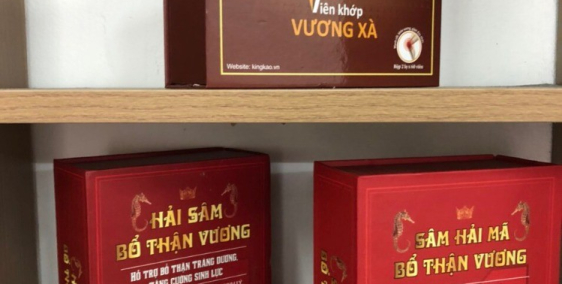 Viên khớp
VƯƠNG XÀ
Website: kingkao.vn
HẢI SÂM
BỔ THẬN VƯƠNG
HỖ TRỢ BỔ THẬN TRÁNG DƯƠNG,
TĂNG CƯỜNG SINH LỰC
SÂM HẢI MÃ
BỔ THẬN VƯƠNG